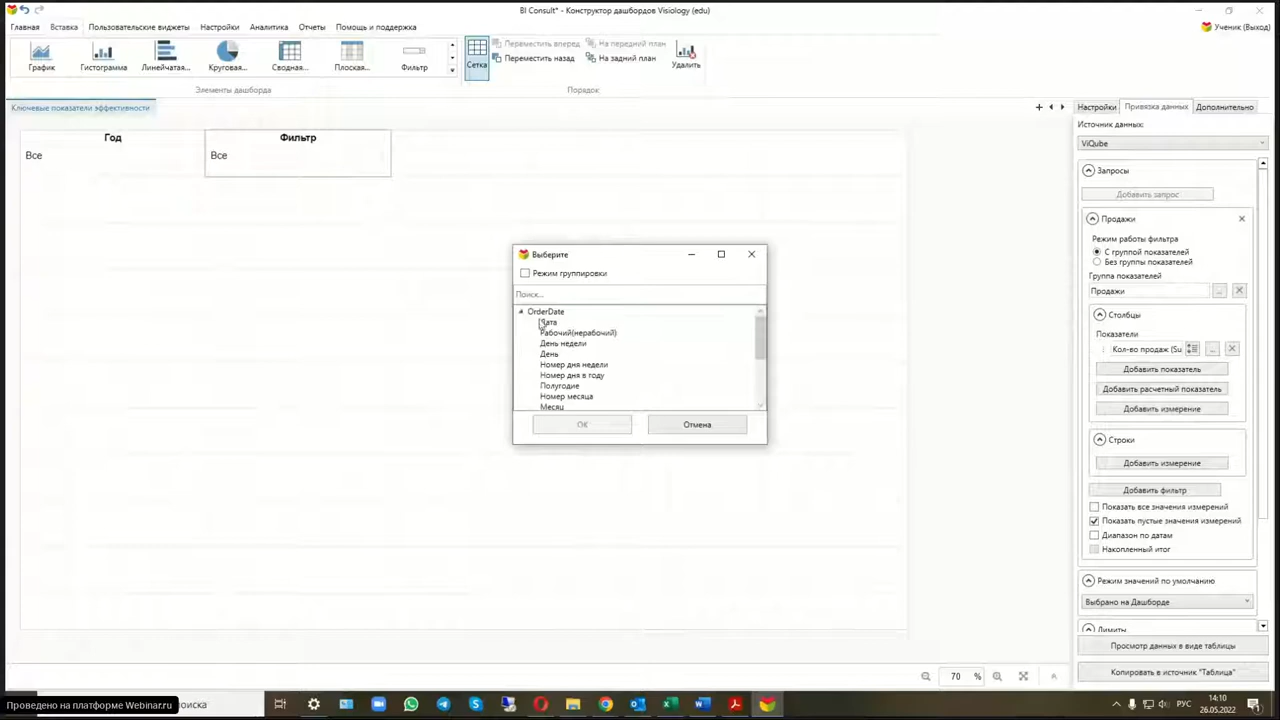 BI Consult* - Конструктор дашбордов Visiology (edu)
Главная Вставка Пользовательские виджеты Настройки Аналитика Отчеты Помощь и поддержка
Ученик (Выход)
График Гистограмма Линейчатая... Круговая... Сводная... Плоская... Фильтр
Сетка
Переместить вперед На передний план
Переместить назад На задний план
Удалить
Элементы дашборда
Порядок
Ключевые показатели эффективности
Настройки Привязка данных Дополнительно
Год
Все
Фильтр
Все
Источник данных:
ViQube
Запросы
Добавить запрос
Продажи
Режим работы фильтра
С группой показателей
Без группы показателей
Группа показателей
Продажи ...
Столбцы
Показатели
Кол-во продаж (Su ...
Добавить показатель
Добавить расчетный показатель
Добавить измерение
Строки
Добавить измерение
Добавить фильтр
Показать все значения измерений
Показать пустые значения измерений
Диапазон по датам
Накопленный итог
Режим значений по умолчанию
Выбрано на Дашборде
Лимиты
Просмотр данных в виде таблицы
Копировать в источник "Таблица"
Выберите
Режим группировки
Поиск...
OrderDate
Дата
Рабочий(нерабочий)
День недели
День
Номер дня недели
Номер дня в году
Полугодие
Номер месяца
Месяц
ОК Отмена
70 %
Проведено на платформе Webinar.ru
поиска
РУС
14:10
26.05.2022